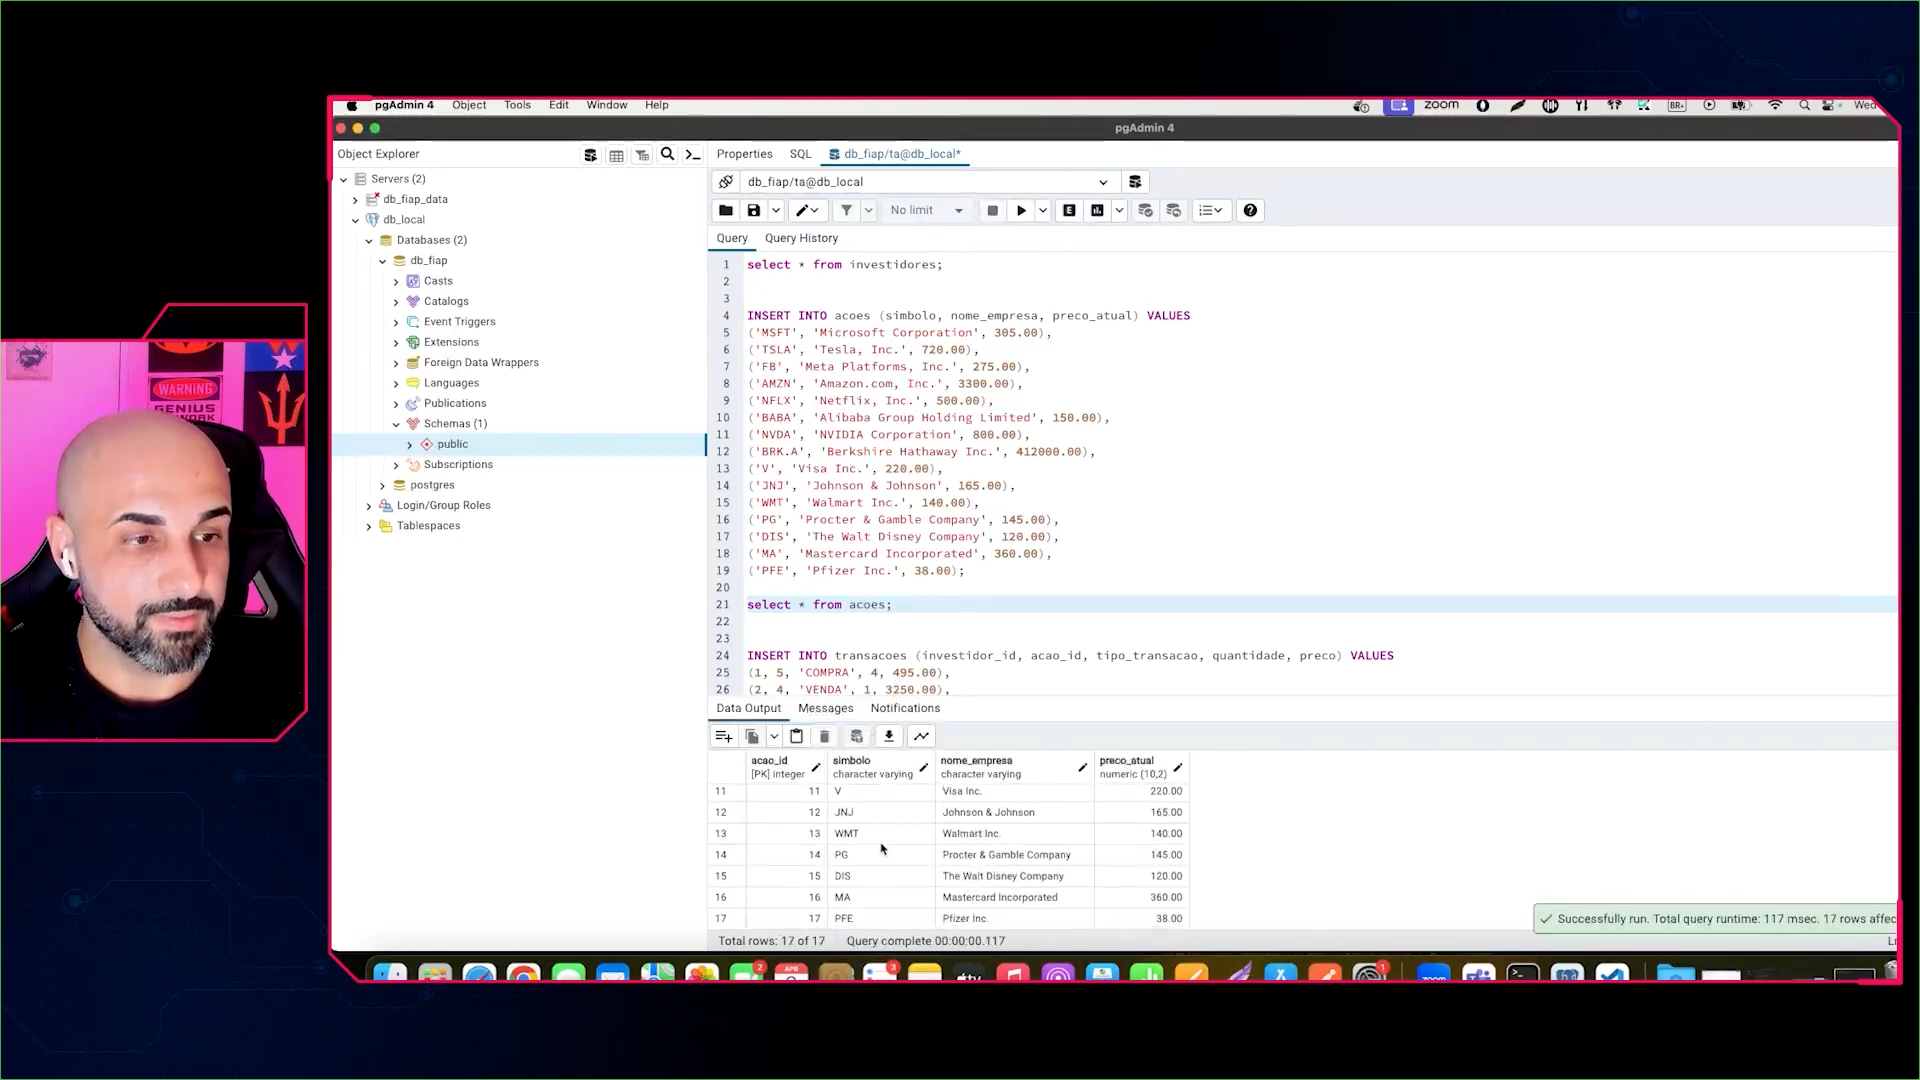 pgAdmin 4 Object Tools Edit Window Help
zoom
BR
Wed
pgAdmin 4
Object Explorer
Properties SQL db_fiap/ta@db_local*
Servers (2)
db_fiap_data
db_local
Databases (2)
db_fiap
Casts
Catalogs
Event Triggers
Extensions
Foreign Data Wrappers
Languages
Publications
Schemas (1)
public
Subscriptions
postgres
Login/Group Roles
Tablespaces
db_fiap/ta@db_local
No limit
E
Query Query History
1 select * from investidores;
2
3
4 INSERT INTO acoes (simbolo, nome_empresa, preco_atual) VALUES
5 ('MSFT', 'Microsoft Corporation', 305.00),
6 ('TSLA', 'Tesla, Inc.', 720.00),
7 ('FB', 'Meta Platforms, Inc.', 275.00),
8 ('AMZN', 'Amazon.com, Inc.', 3300.00),
9 ('NFLX', 'Netflix, Inc.', 500.00),
10 ('BABA', 'Alibaba Group Holding Limited', 150.00),
11 ('NVDA', 'NVIDIA Corporation', 800.00),
12 ('BRK.A', 'Berkshire Hathaway Inc.', 412000.00),
13 ('V', 'Visa Inc.', 220.00),
14 ('JNJ', 'Johnson & Johnson', 165.00),
15 ('WMT', 'Walmart Inc.', 140.00),
16 ('PG', 'Procter & Gamble Company', 145.00),
17 ('DIS', 'The Walt Disney Company', 120.00),
18 ('MA', 'Mastercard Incorporated', 360.00),
19 ('PFE', 'Pfizer Inc.', 38.00);
20
21 select * from acoes;
22
23
24 INSERT INTO transacoes (investidor_id, acao_id, tipo_transacao, quantidade, preco) VALUES
25 (1, 5, 'COMPRA', 4, 495.00),
26 (2, 4, 'VENDA', 1, 3250.00),
Data Output Messages Notifications
acao_id simbolo nome_empresa preco_atual
[PK] integer character varying character varying numeric (10,2)
11 11 V Visa Inc. 220.00
12 12 JNJ Johnson & Johnson 165.00
13 13 WMT Walmart Inc. 140.00
14 14 PG Procter & Gamble Company 145.00
15 15 DIS The Walt Disney Company 120.00
16 16 MA Mastercard Incorporated 360.00
17 17 PFE Pfizer Inc. 38.00
Successfully run. Total query runtime: 117 msec. 17 rows affec
Total rows: 17 of 17 Query complete 00:00:00.117
Ln
WARNING
GENIUS